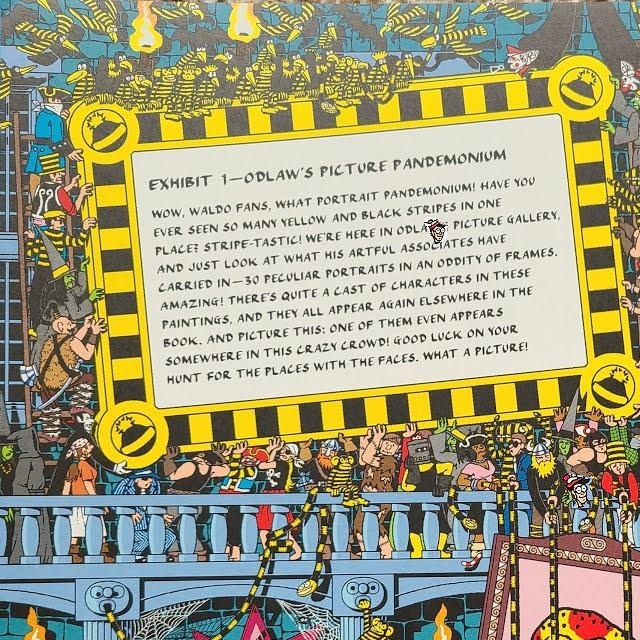 EXHIBIT 1—ODLAW'S PICTURE PANDEMONIUM
WOW, WALDO FANS, WHAT PORTRAIT PANDEMONIUM! HAVE YOU
EVER SEEN SO MANY YELLOW AND BLACK STRIPES IN ONE
PLACE? STRIPE-TASTIC! WE'RE HERE IN PICTURE GALLERY,
AND JUST LOOK AT WHAT HIS ARTFUL ASSOCIATES HAVE
CARRIED IN—30 PECULIAR PORTRAITS IN AN ODDITY OF FRAMES.
AMAZING! THERE'S QUITE A CAST OF CHARACTERS IN THESE
PAINTINGS, AND THEY ALL APPEAR AGAIN ELSEWHERE IN THE
BOOK. AND PICTURE THIS: ONE OF THEM EVEN APPEARS
SOMEWHERE IN THIS CRAZY CROWD! GOOD LUCK ON YOUR
HUNT FOR THE PLACES WITH THE FACES. WHAT A PICTURE!